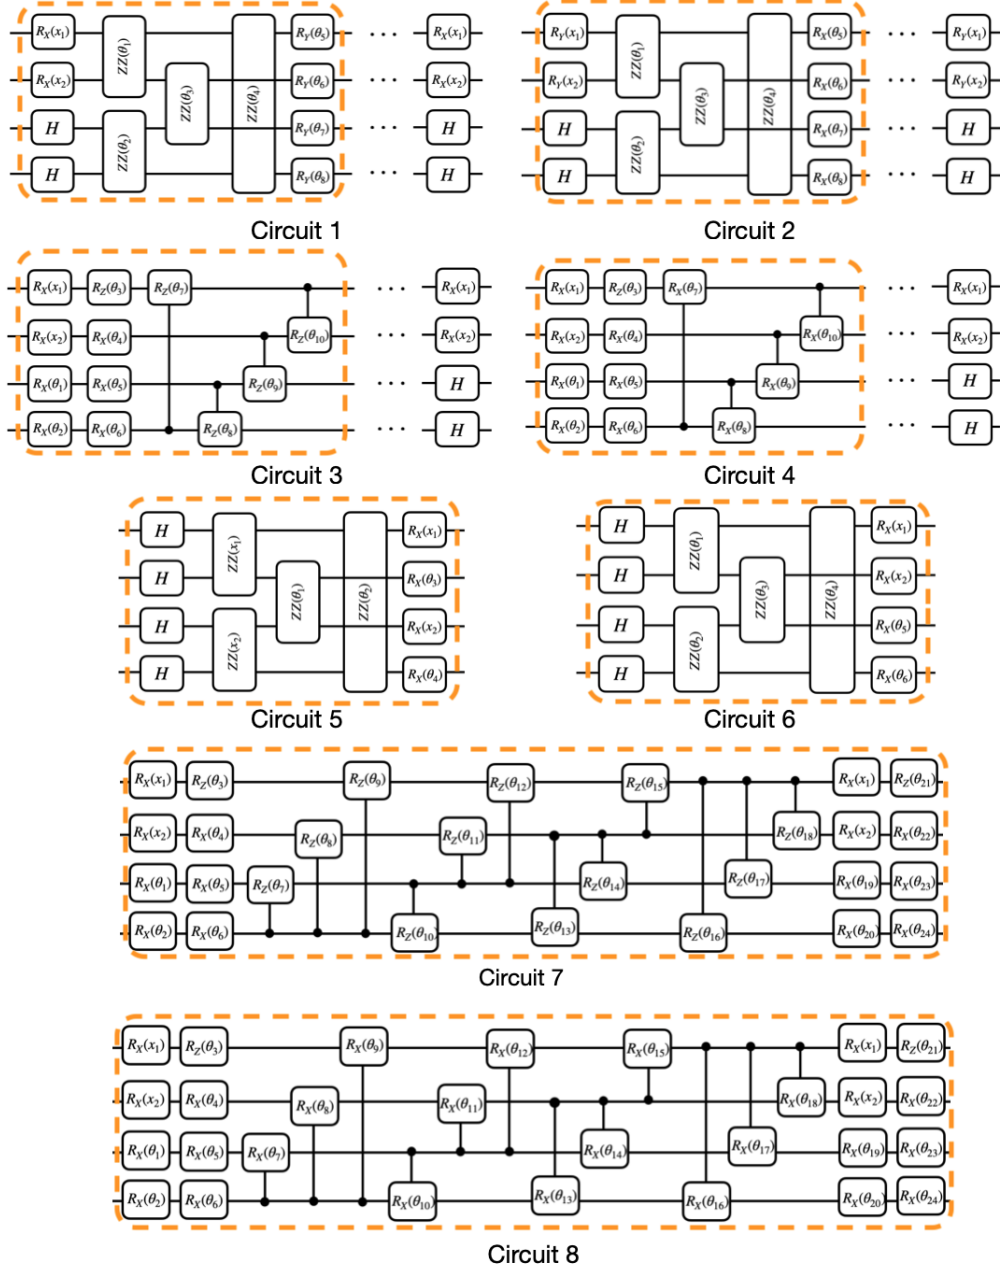 R_X(x_1) ZZ(θ_1) ZZ(θ_4) R_Y(θ_5) ··· R_X(x_1)
R_X(x_2) ZZ(θ_3) R_Y(θ_6) ··· R_X(x_2)
H ZZ(θ_2) R_Y(θ_7) ··· H
H R_Y(θ_8) ··· H
Circuit 1
R_Y(x_1) ZZ(θ_1) ZZ(θ_4) R_X(θ_5) ··· R_Y(x_1)
R_Y(x_2) ZZ(θ_3) R_X(θ_6) ··· R_Y(x_2)
H ZZ(θ_2) R_X(θ_7) ··· H
H R_X(θ_8) ··· H
Circuit 2
R_X(x_1) R_Z(θ_3) R_Z(θ_7) ··· R_X(x_1)
R_X(x_2) R_X(θ_4) R_Z(θ_10) ··· R_X(x_2)
R_X(θ_1) R_X(θ_5) R_Z(θ_9) ··· H
R_X(θ_2) R_X(θ_6) R_Z(θ_8) ··· H
Circuit 3
R_X(x_1) R_Z(θ_3) R_X(θ_7) ··· R_X(x_1)
R_X(x_2) R_X(θ_4) R_X(θ_10) ··· R_X(x_2)
R_X(θ_1) R_X(θ_5) R_X(θ_9) ··· H
R_X(θ_2) R_X(θ_6) R_X(θ_8) ··· H
Circuit 4
H ZZ(x_1) ZZ(θ_2) R_X(x_1)
H ZZ(θ_1) R_X(θ_3)
H ZZ(x_2) R_X(x_2)
H R_X(θ_4)
Circuit 5
H ZZ(θ_1) ZZ(θ_4) R_X(x_1)
H ZZ(θ_3) R_X(x_2)
H ZZ(θ_2) R_X(θ_5)
H R_X(θ_6)
Circuit 6
R_X(x_1) R_Z(θ_3) R_Z(θ_9) R_Z(θ_12) R_Z(θ_15) R_X(x_1) R_Z(θ_21)
R_X(x_2) R_X(θ_4) R_Z(θ_8) R_Z(θ_11) R_Z(θ_18) R_X(x_2) R_X(θ_22)
R_X(θ_1) R_X(θ_5) R_Z(θ_7) R_Z(θ_14) R_Z(θ_17) R_X(θ_19) R_X(θ_23)
R_X(θ_2) R_X(θ_6) R_Z(θ_10) R_Z(θ_13) R_Z(θ_16) R_X(θ_20) R_X(θ_24)
Circuit 7
R_X(x_1) R_Z(θ_3) R_X(θ_9) R_X(θ_12) R_X(θ_15) R_X(x_1) R_Z(θ_21)
R_X(x_2) R_X(θ_4) R_X(θ_8) R_X(θ_11) R_X(θ_18) R_X(x_2) R_X(θ_22)
R_X(θ_1) R_X(θ_5) R_X(θ_7) R_X(θ_14) R_X(θ_17) R_X(θ_19) R_X(θ_23)
R_X(θ_2) R_X(θ_6) R_X(θ_10) R_X(θ_13) R_X(θ_16) R_X(θ_20) R_X(θ_24)
Circuit 8